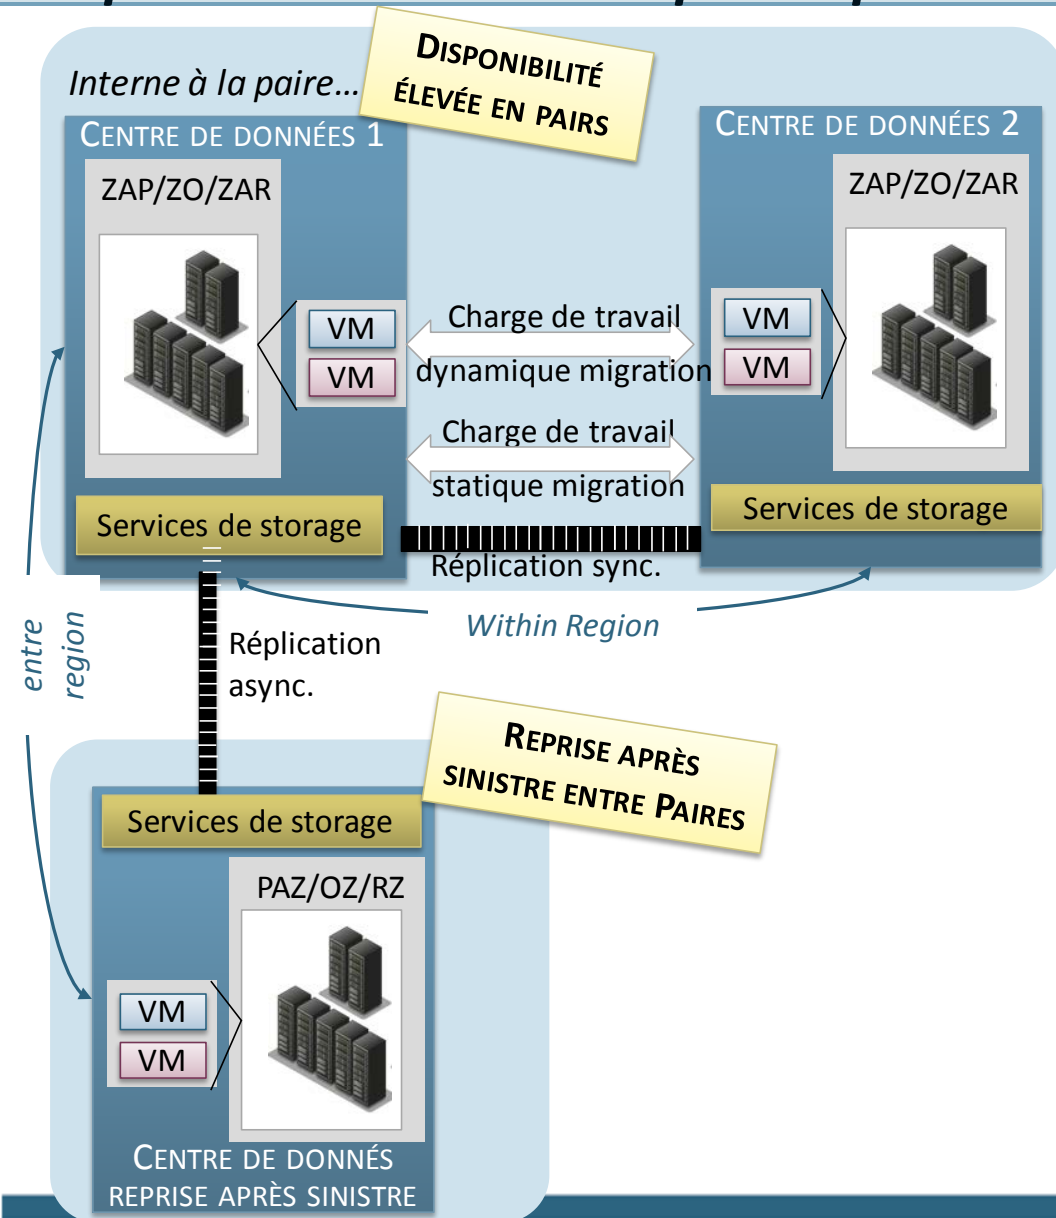 Interne à la paire...
DISPONIBILITÉ
ÉLEVÉE EN PAIRS
CENTRE DE DONNÉES 1
ZAP/ZO/ZAR
VM
VM
Services de storage
Charge de travail
dynamique migration
Charge de travail
statique migration
Réplication sync.
CENTRE DE DONNÉES 2
ZAP/ZO/ZAR
VM
VM
Services de storage
Within Region
entre
region
Réplication
async.
REPRISE APRÈS
SINISTRE ENTRE PAIRES
Services de storage
PAZ/OZ/RZ
VM
VM
CENTRE DE DONNÉS
REPRISE APRÈS SINISTRE